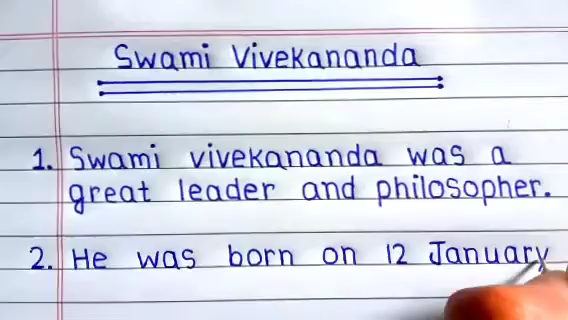 Swami Vivekananda
1. Swami vivekananda was a
great leader and philosopher.
2. He was born on 12 January